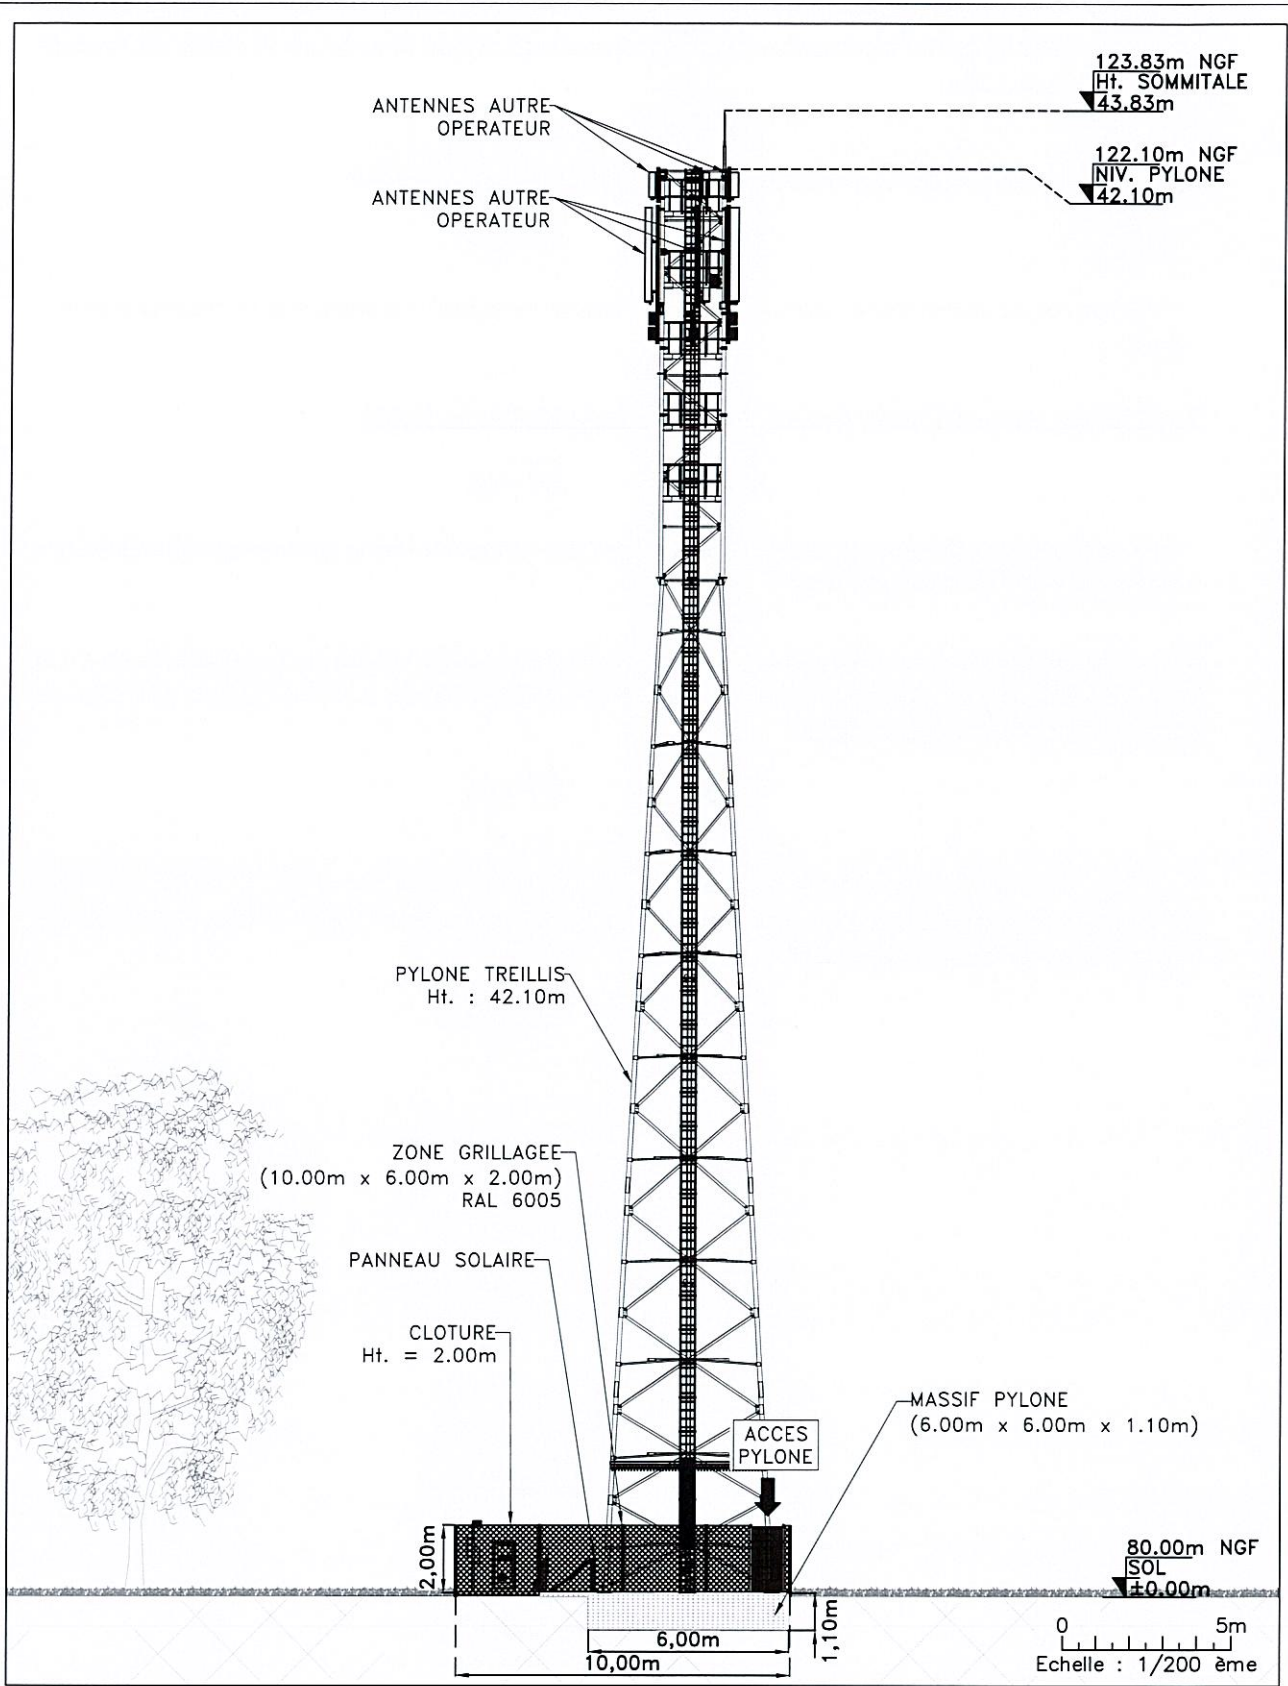 123.83m NGF
Ht. SOMMITALE
43.83m
ANTENNES AUTRE
OPERATEUR
122.10m NGF
NIV. PYLONE
42.10m
ANTENNES AUTRE
OPERATEUR
PYLONE TREILLIS
Ht. : 42.10m
ZONE GRILLAGEE
(10.00m x 6.00m x 2.00m)
RAL 6005
PANNEAU SOLAIRE
CLOTURE
Ht. = 2.00m
MASSIF PYLONE
(6.00m x 6.00m x 1.10m)
ACCES
PYLONE
2,00m
80.00m NGF
SOL
±0.00m
1,10m
6,00m
10,00m
0 5m
Echelle : 1/200 ème